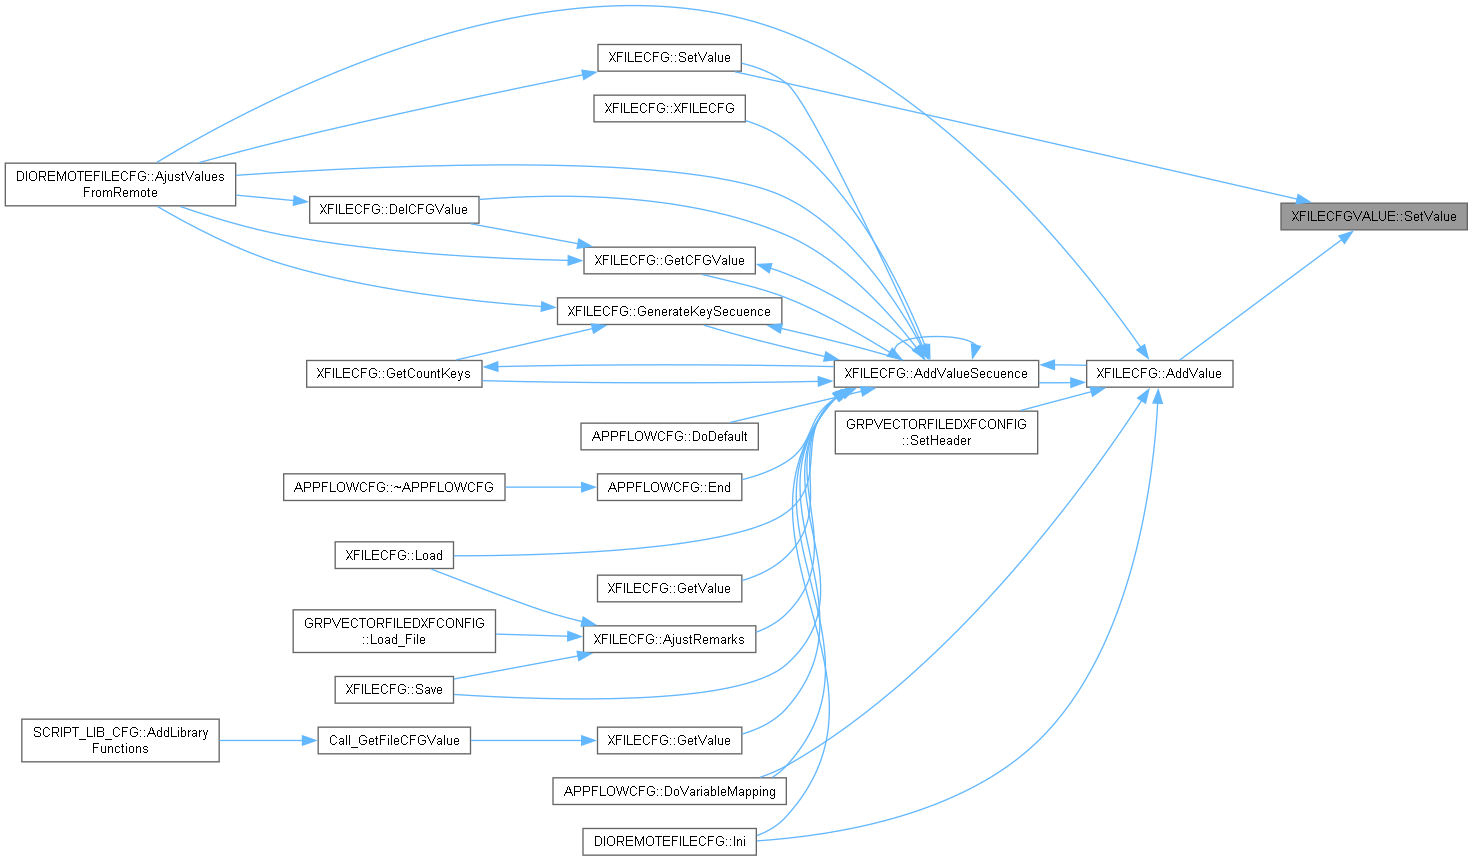 XFILECFG::SetValue
XFILECFG::XFILECFG
DIOREMOTEFILECFG::AjustValues
FromRemote
XFILECFG::DelCFGValue
XFILECFGVALUE::SetValue
XFILECFG::GetCFGValue
XFILECFG::GenerateKeySecuence
XFILECFG::GetCountKeys
XFILECFG::AddValueSecuence
XFILECFG::AddValue
GRPVECTORFILEDXFCONFIG
::SetHeader
APPFLOWCFG::DoDefault
APPFLOWCFG::~APPFLOWCFG
APPFLOWCFG::End
XFILECFG::Load
XFILECFG::GetValue
GRPVECTORFILEDXFCONFIG
::Load_File
XFILECFG::AjustRemarks
XFILECFG::Save
SCRIPT_LIB_CFG::AddLibrary
Functions
Call_GetFileCFGValue
XFILECFG::GetValue
APPFLOWCFG::DoVariableMapping
DIOREMOTEFILECFG::Ini